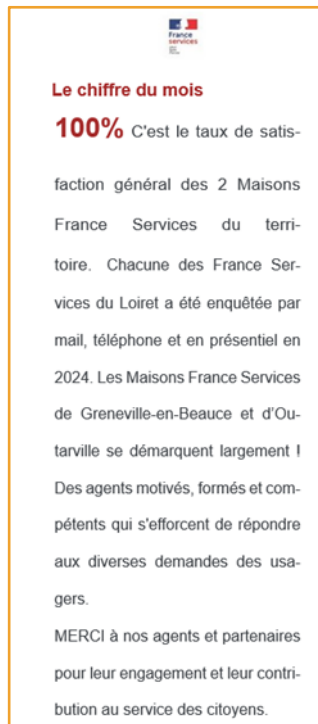 France
services
Le chiffre du mois
100% C'est le taux de satis-
faction général des 2 Maisons
France Services du terri-
toire. Chacune des France Ser-
vices du Loiret a été enquêtée par
mail, téléphone et en présentiel en
2024. Les Maisons France Services
de Greneville-en-Beauce et d'Ou-
tarville se démarquent largement !
Des agents motivés, formés et com-
pétents qui s'efforcent de répondre
aux diverses demandes des usa-
gers.
MERCI à nos agents et partenaires
pour leur engagement et leur contri-
bution au service des citoyens.